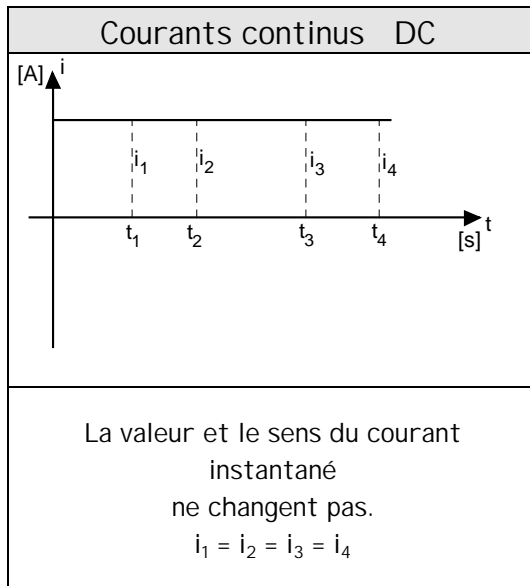 Courants continus DC
[A] i
i₁ i₂ i₃ i₄
t₁ t₂ t₃ t₄ [s] t
La valeur et le sens du courant
instantané
ne changent pas.
i₁ = i₂ = i₃ = i₄